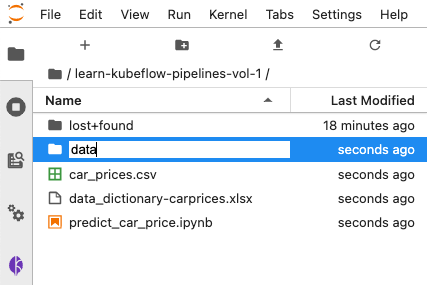 File Edit View Run Kernel Tabs Settings Help
/ learn-kubeflow-pipelines-vol-1 /
Name Last Modified
lost+found 18 minutes ago
data seconds ago
car_prices.csv seconds ago
data_dictionary-carprices.xlsx seconds ago
predict_car_price.ipynb seconds ago